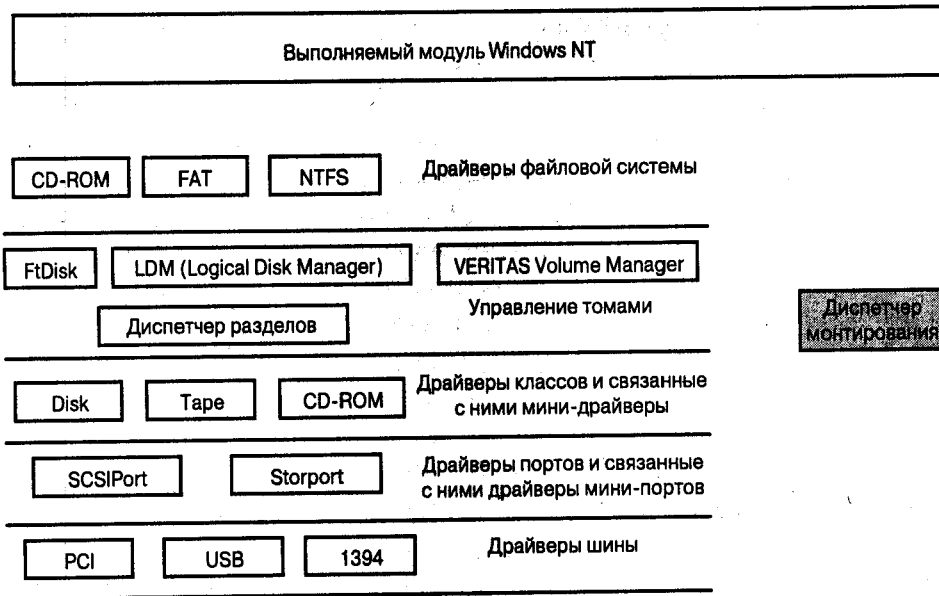 Выполняемый модуль Windows NT
CD-ROM
FAT
NTFS
Драйверы файловой системы
FtDisk
LDM (Logical Disk Manager)
VERITAS Volume Manager
Диспетчер разделов
Управление томами
Диспетчер
монтирования
Disk
Tape
CD-ROM
Драйверы классов и связанные
с ними мини-драйверы
SCSIPort
Storport
Драйверы портов и связанные
с ними драйверы мини-портов
PCI
USB
1394
Драйверы шины